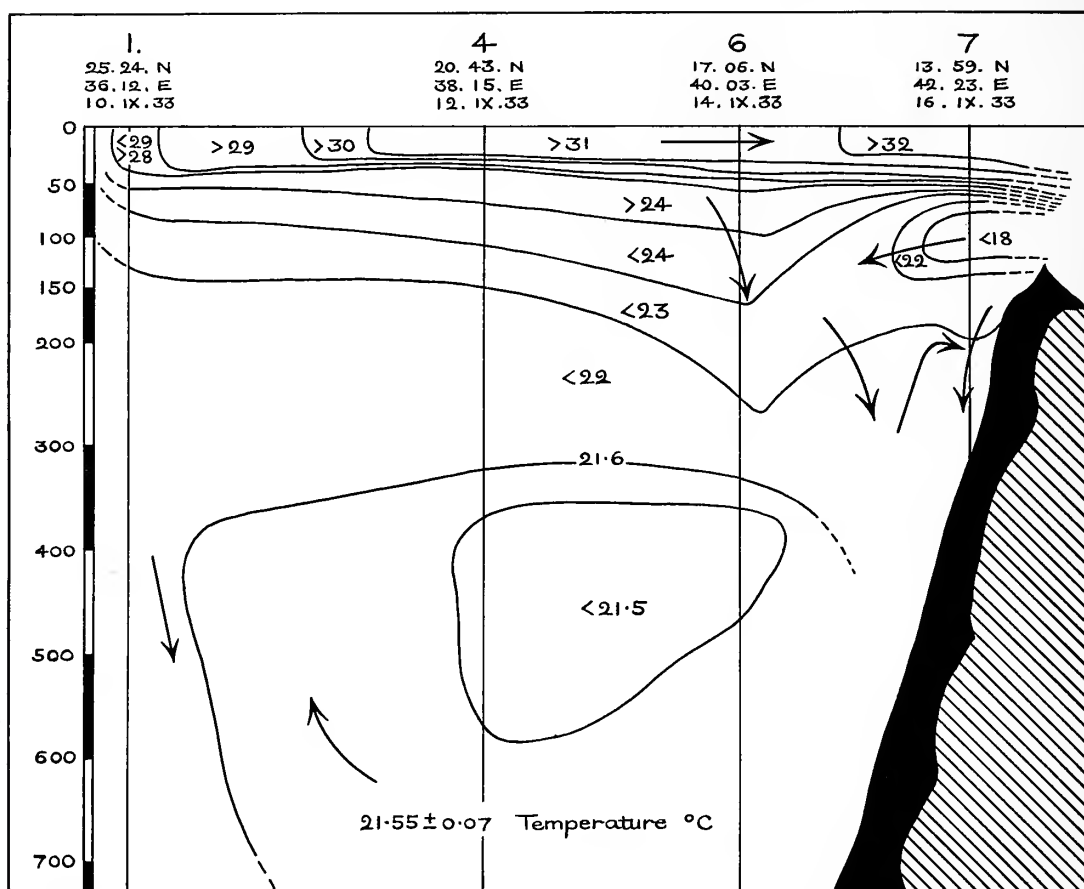 1.
25.24. N
36.12. E
10. IX.33
4
20.43. N
38.15. E
12. IX.33
6
17.06. N
40.03. E
14. IX.33
7
13.59. N
42.23. E
16. IX.33
0
50
100
150
200
300
400
500
600
700
<29
>28
>29
>30
>31
>32
>24
<24
<23
<22
<18
<22
21.6
<21.5
21.55±0.07 Temperature °C